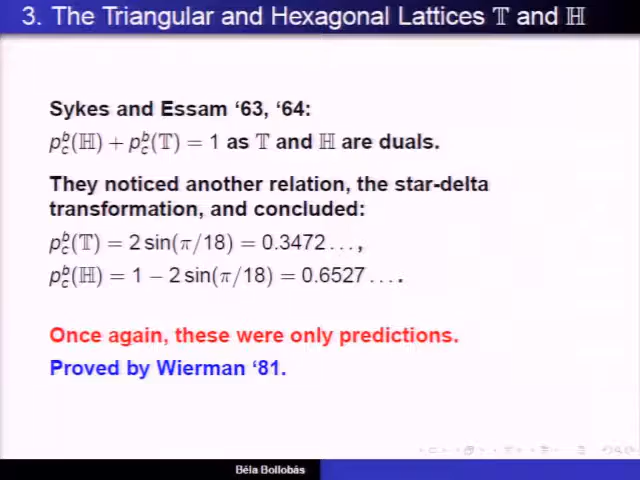 3. The Triangular and Hexagonal Lattices 𝕋 and ℍ
Sykes and Essam ‘63, ‘64:
p_c^b(ℍ) + p_c^b(𝕋) = 1 as 𝕋 and ℍ are duals.
They noticed another relation, the star-delta
transformation, and concluded:
p_c^b(𝕋) = 2 sin(π/18) = 0.3472 . . . ,
p_c^b(ℍ) = 1 − 2 sin(π/18) = 0.6527 . . . .
Once again, these were only predictions.
Proved by Wierman ‘81.
Béla Bollobás